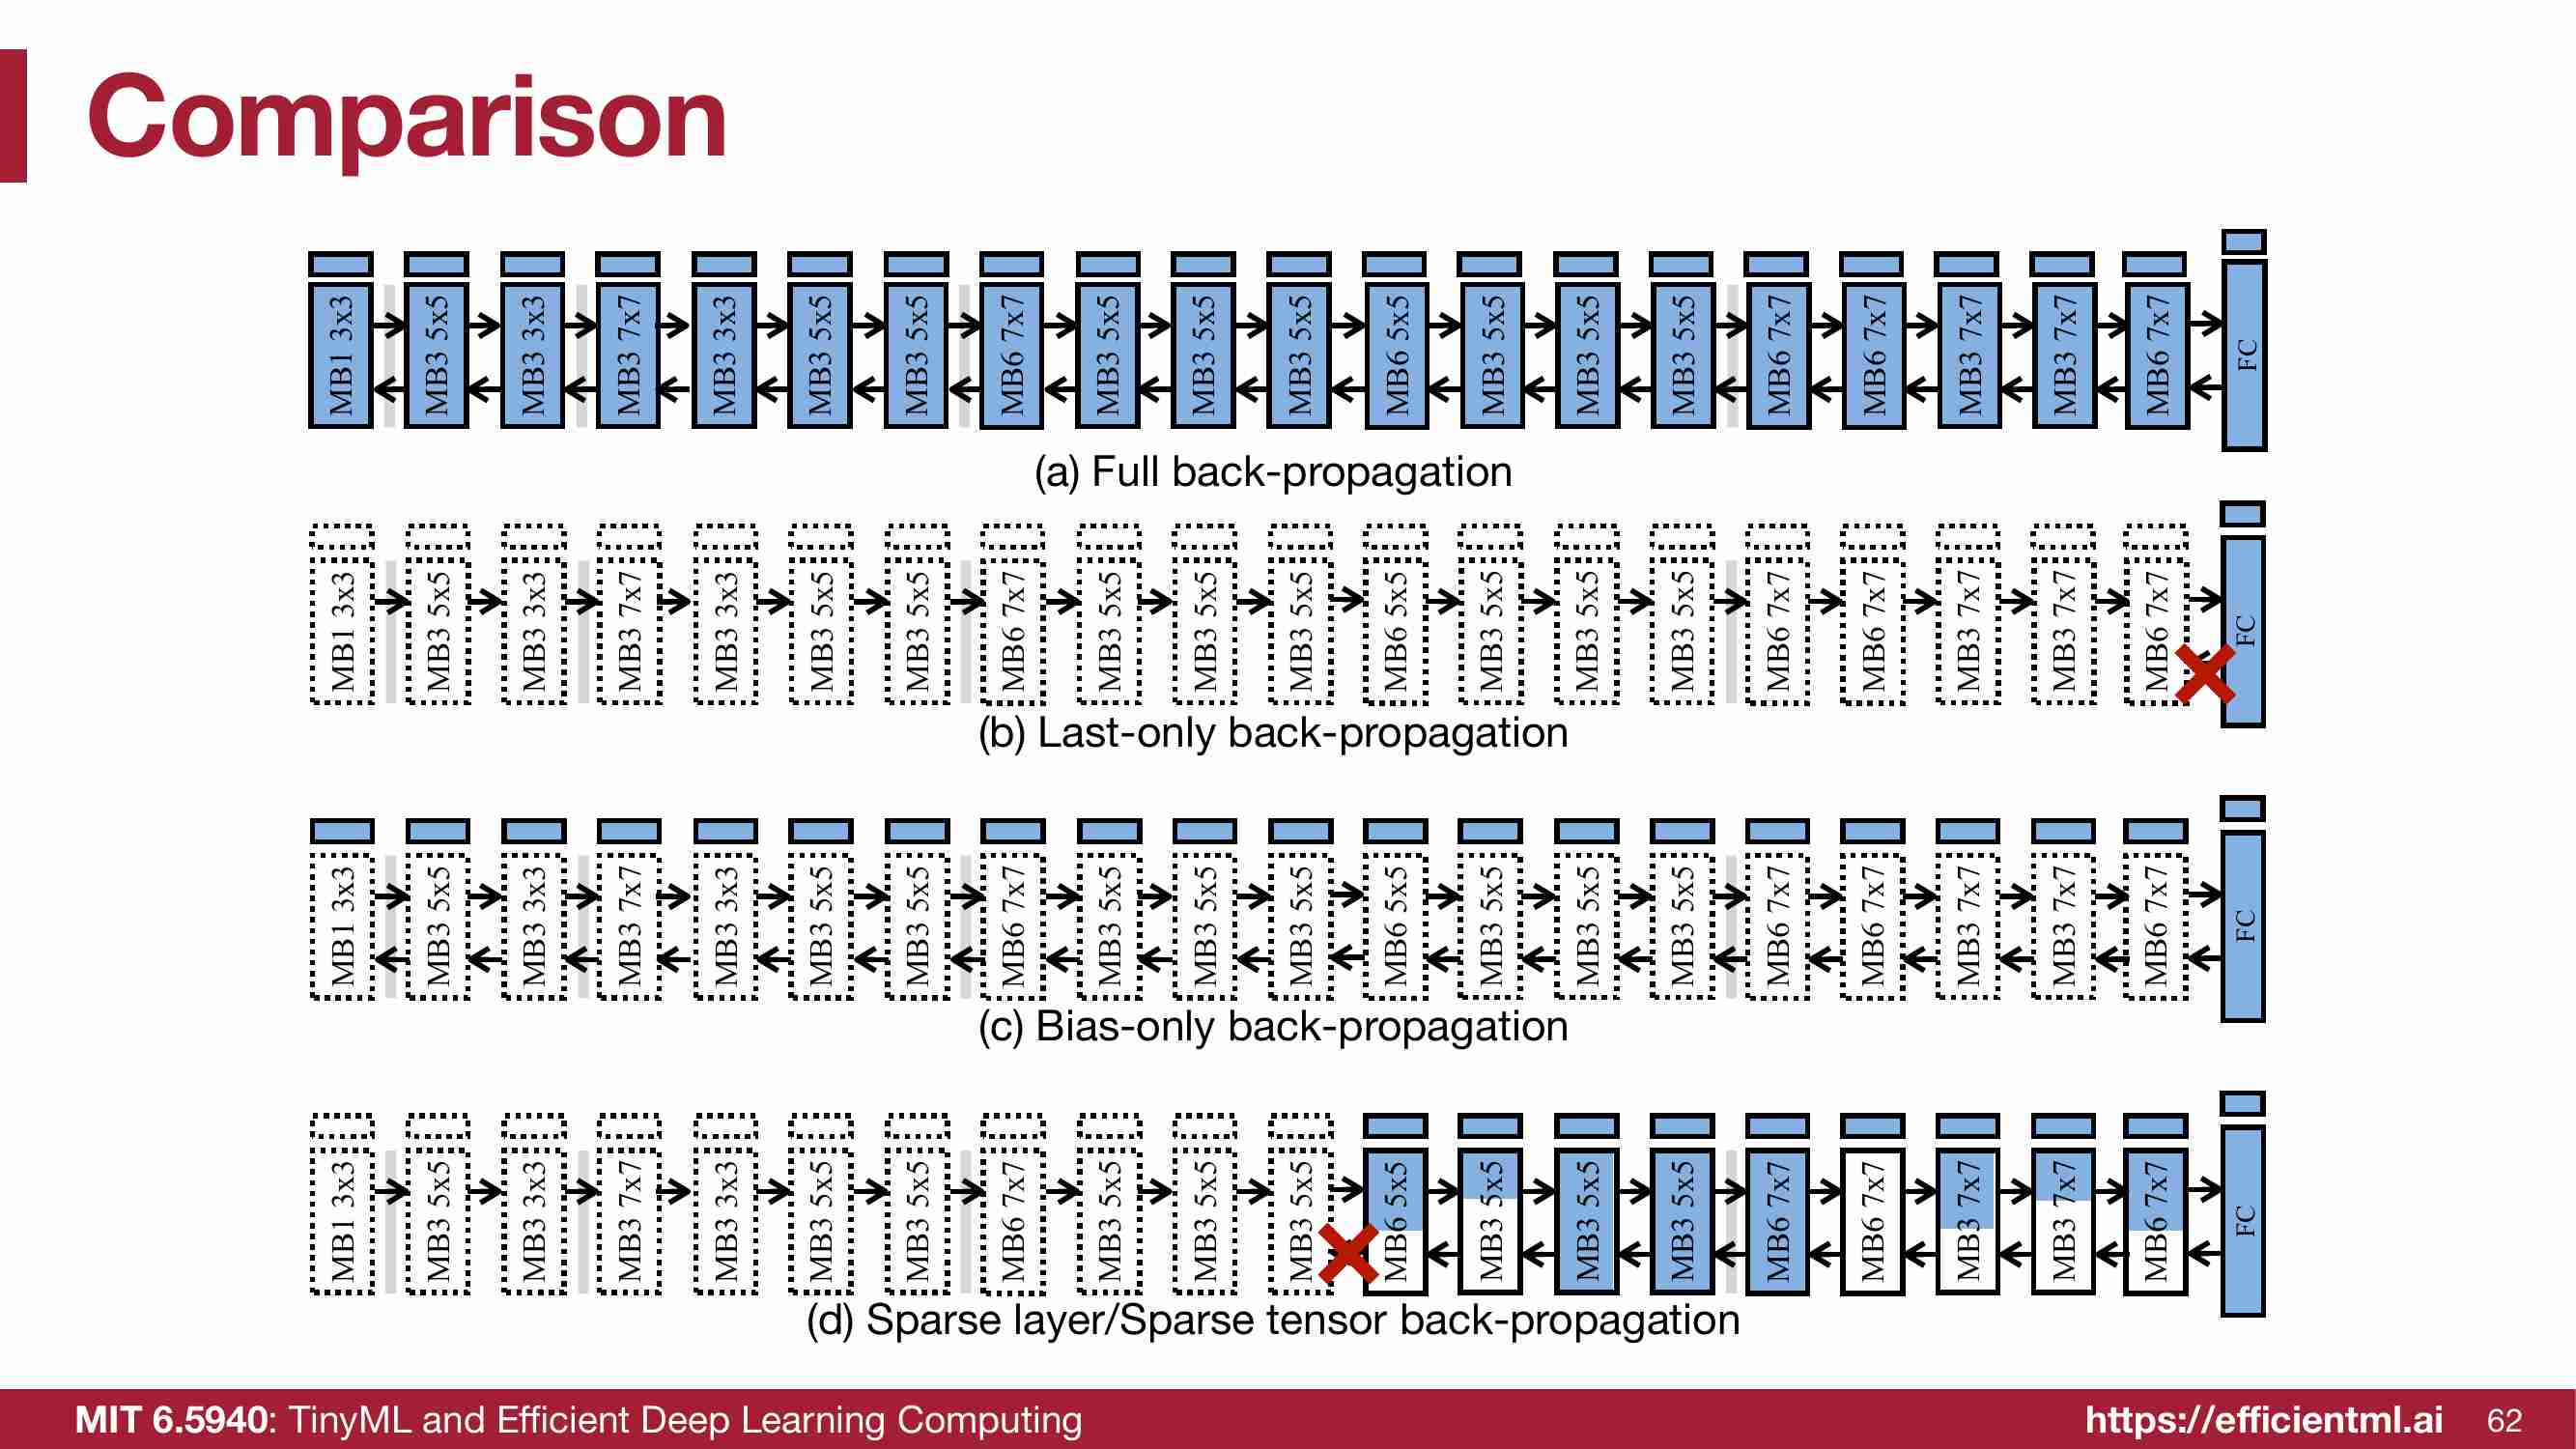 Comparison
MB1 3x3 MB3 5x5 MB3 3x3 MB3 7x7 MB3 3x3 MB3 5x5 MB3 5x5 MB6 7x7 MB3 5x5 MB3 5x5 MB3 5x5 MB6 5x5 MB3 5x5 MB3 5x5 MB3 5x5 MB6 7x7 MB6 7x7 MB3 7x7 MB3 7x7 MB6 7x7 FC
(a) Full back-propagation
MB1 3x3 MB3 5x5 MB3 3x3 MB3 7x7 MB3 3x3 MB3 5x5 MB3 5x5 MB6 7x7 MB3 5x5 MB3 5x5 MB3 5x5 MB6 5x5 MB3 5x5 MB3 5x5 MB3 5x5 MB6 7x7 MB6 7x7 MB3 7x7 MB3 7x7 MB6 7x7 FC
(b) Last-only back-propagation
MB1 3x3 MB3 5x5 MB3 3x3 MB3 7x7 MB3 3x3 MB3 5x5 MB3 5x5 MB6 7x7 MB3 5x5 MB3 5x5 MB3 5x5 MB6 5x5 MB3 5x5 MB3 5x5 MB3 5x5 MB6 7x7 MB6 7x7 MB3 7x7 MB3 7x7 MB6 7x7 FC
(c) Bias-only back-propagation
MB1 3x3 MB3 5x5 MB3 3x3 MB3 7x7 MB3 3x3 MB3 5x5 MB3 5x5 MB6 7x7 MB3 5x5 MB3 5x5 MB3 5x5 MB6 5x5 MB3 5x5 MB3 5x5 MB3 5x5 MB6 7x7 MB6 7x7 MB3 7x7 MB3 7x7 MB6 7x7 FC
(d) Sparse layer/Sparse tensor back-propagation
MIT 6.5940: TinyML and Efficient Deep Learning Computing
https://efficientml.ai 62